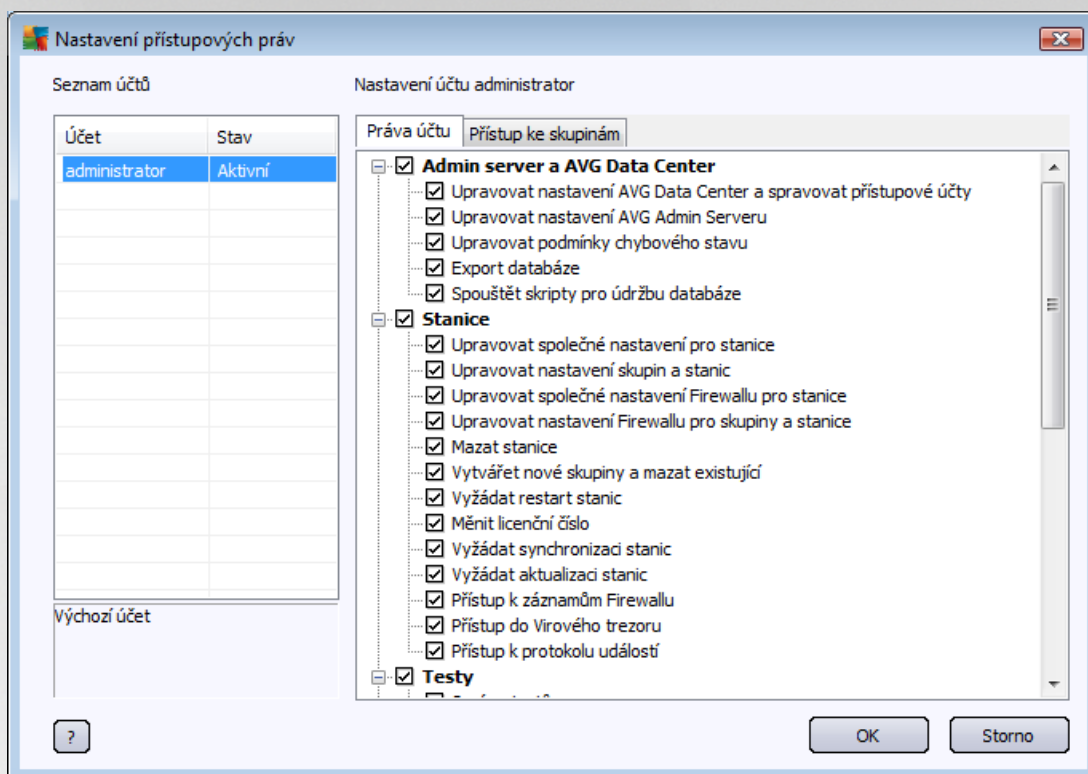 Nastavení přístupových práv
Seznam účtů
Účet Stav
administrator Aktivní
Výchozí účet
Nastavení účtu administrator
Práva účtu Přístup ke skupinám
Admin server a AVG Data Center
Upravovat nastavení AVG Data Center a spravovat přístupové účty
Upravovat nastavení AVG Admin Serveru
Upravovat podmínky chybového stavu
Export databáze
Spouštět skripty pro údržbu databáze
Stanice
Upravovat společné nastavení pro stanice
Upravovat nastavení skupin a stanic
Upravovat společné nastavení Firewallu pro stanice
Upravovat nastavení Firewallu pro skupiny a stanice
Mazat stanice
Vytvářet nové skupiny a mazat existující
Vyžádat restart stanic
Měnit licenční číslo
Vyžádat synchronizaci stanic
Vyžádat aktualizaci stanic
Přístup k záznamům Firewallu
Přístup do Virového trezoru
Přístup k protokolu událostí
Testy
?
OK
Storno